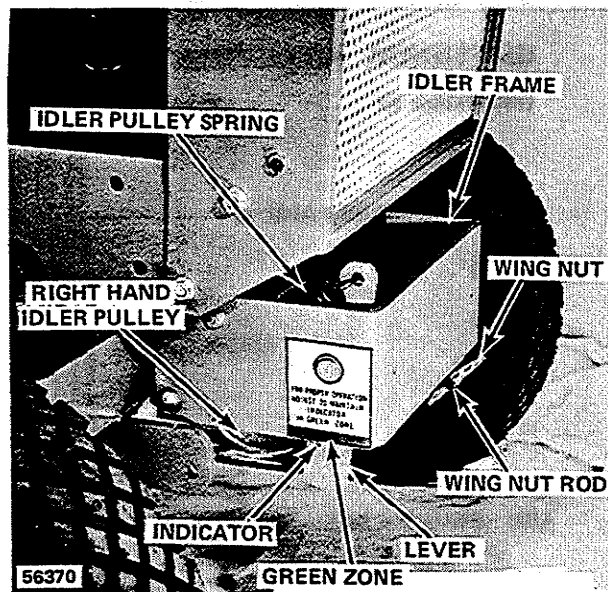 IDLER FRAME
IDLER PULLEY SPRING
WING NUT
RIGHT HAND
IDLER PULLEY
FOR PROPER OPERATION
ADJUST TO MAINTAIN
INDICATOR
IN GREEN ZONE
WING NUT ROD
INDICATOR
LEVER
GREEN ZONE
56370